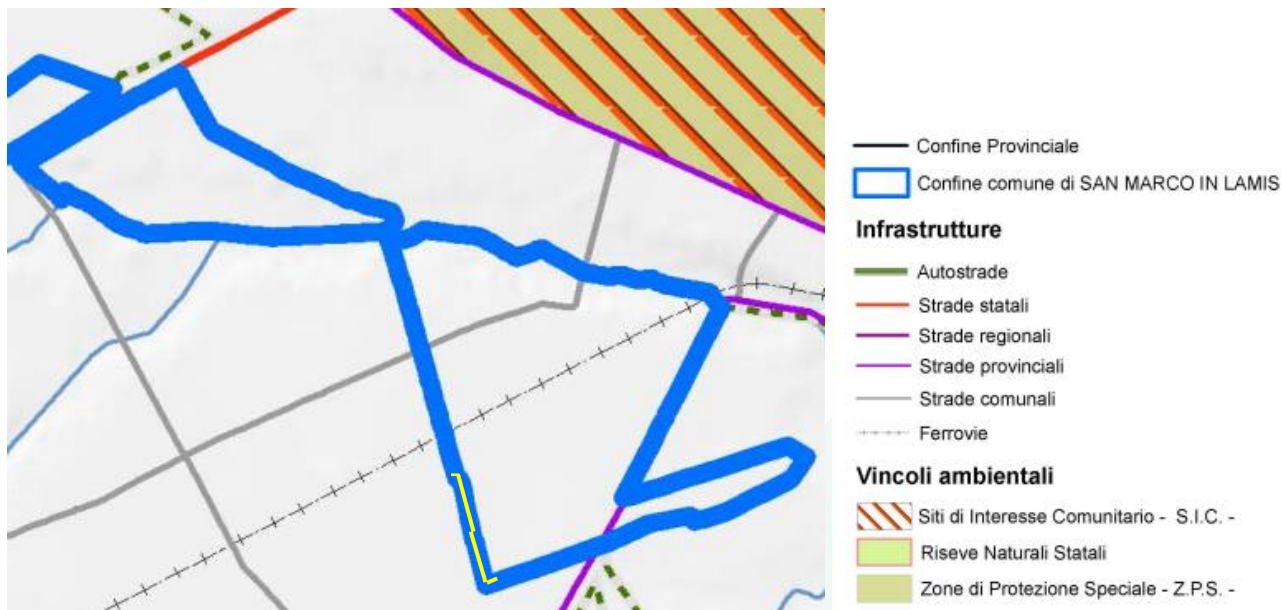 Confine Provinciale
Confine comune di SAN MARCO IN LAMIS
Infrastrutture
Autostrade
Strade statali
Strade regionali
Strade provinciali
Strade comunali
Ferrovie
Vincoli ambientali
Siti di Interesse Comunitario - S.I.C. -
Riseve Naturali Statali
Zone di Protezione Speciale - Z.P.S. -